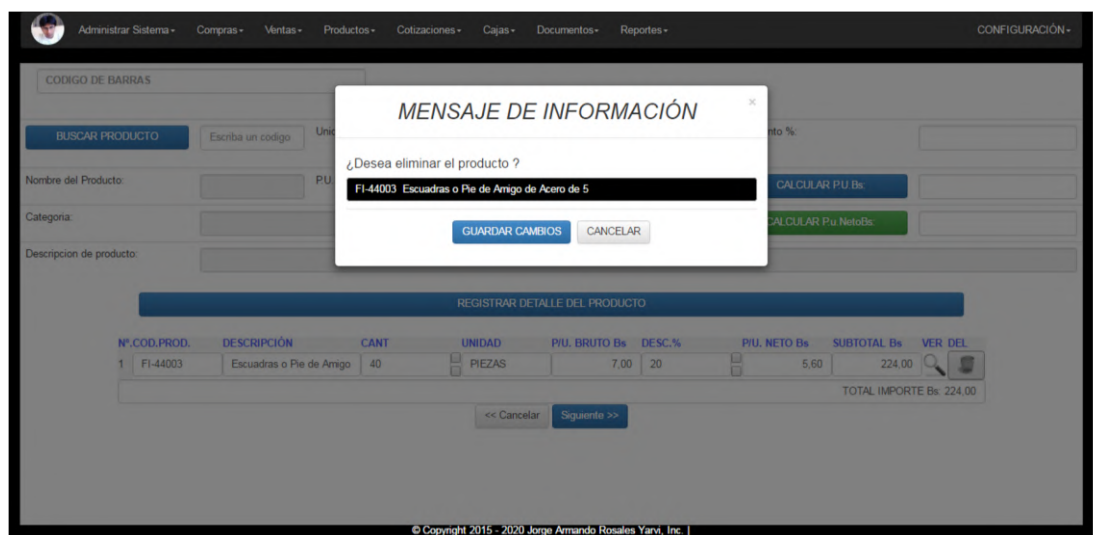 Administrar Sistema Compras Ventas Productos Cotizaciones Cajas Documentos Reportes CONFIGURACIÓN
CODIGO DE BARRAS
MENSAJE DE INFORMACIÓN ×
BUSCAR PRODUCTO Escriba un codigo %:
¿Desea eliminar el producto ?
Nombre del Producto: P.U. CALCULAR P.U.Bs:
FI-44003 Escuadras o Pie de Amigo de Acero de 5
Categoria: CALCULAR P.u.NetoBs:
GUARDAR CAMBIOS CANCELAR
Descripcion de producto:
REGISTRAR DETALLE DEL PRODUCTO
Nº.COD.PROD. DESCRIPCIÓN CANT UNIDAD P/U. BRUTO Bs DESC.% P/U. NETO Bs SUBTOTAL Bs VER DEL
1 FI-44003 Escuadras o Pie de Amigo 40 PIEZAS 7,00 20 5,60 224,00
TOTAL IMPORTE Bs: 224,00
<< Cancelar Siguiente >>
© Copyright 2015 - 2020 Jorge Armando Rosales Yarvi, Inc. |